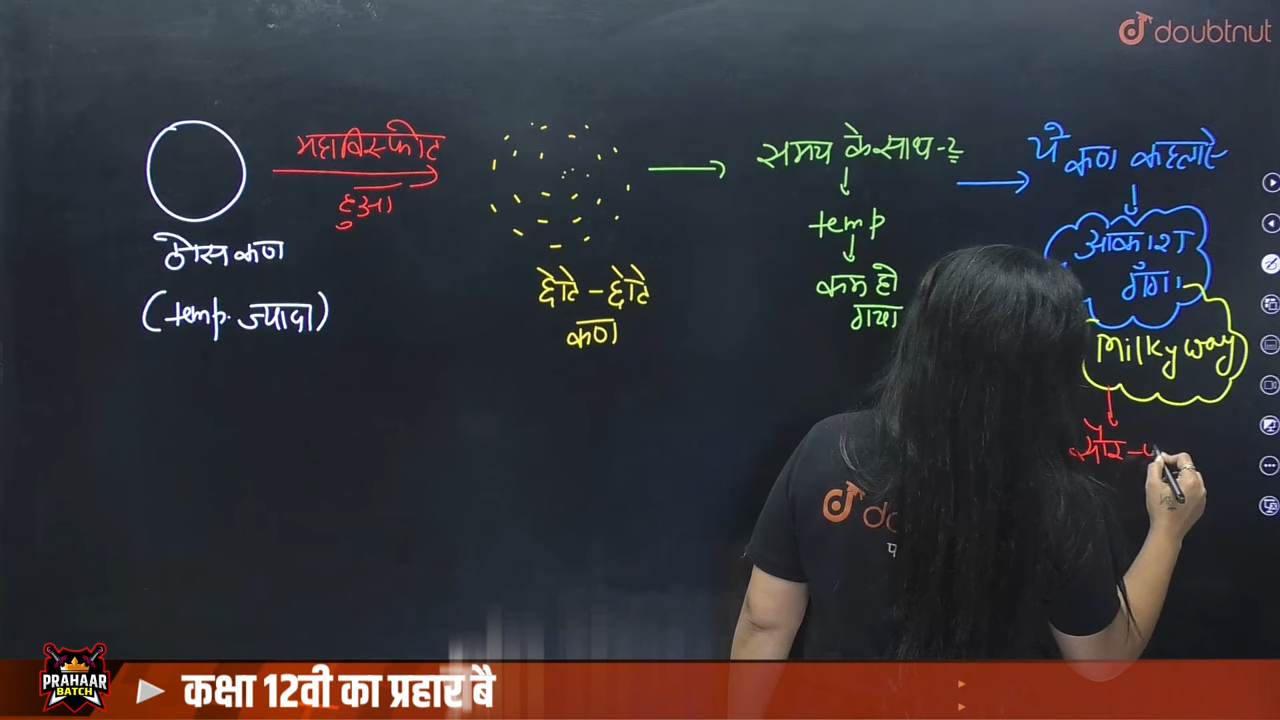 doubtnut
महाविस्फोट
हुआ
ठोस कण
(temp. ज्यादा)
छोटे-छोटे
कण
समय के साथ-२
temp
कम हो
गया
ये कण कहलाऐ
आकाश
गंगा
Milky way
सौर-
PRAHAAR
BATCH
कक्षा 12वी का प्रहार बै